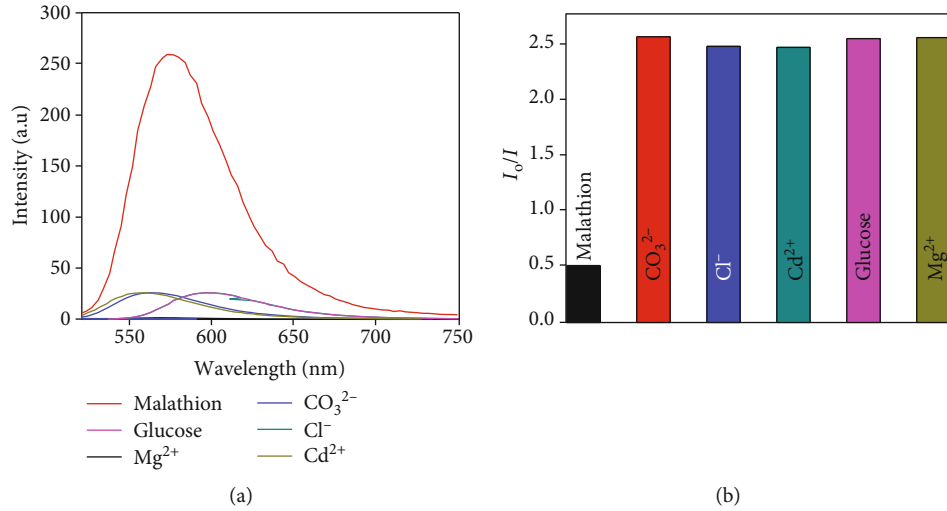 300
250
200
150
100
50
0
Intensity (a.u)
550 600 650 700 750
Wavelength (nm)
Malathion
Glucose
Mg²⁺
CO₃²⁻
Cl⁻
Cd²⁺
(a)
2.5
2.0
1.5
1.0
0.5
0.0
Iₒ/I
Malathion
CO₃²⁻
Cl⁻
Cd²⁺
Glucose
Mg²⁺
(b)